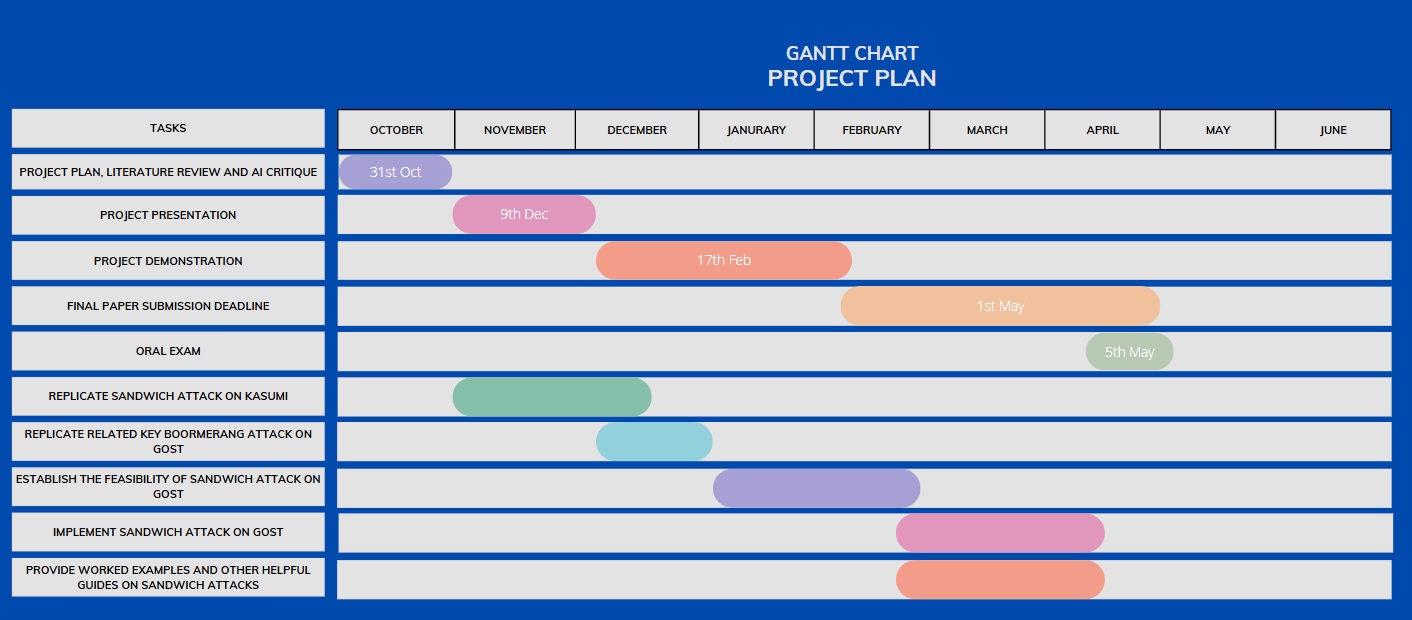 GANTT CHART
PROJECT PLAN
TASKS
OCTOBER
NOVEMBER
DECEMBER
JANURARY
FEBRUARY
MARCH
APRIL
MAY
JUNE
PROJECT PLAN, LITERATURE REVIEW AND AI CRITIQUE
31st Oct
PROJECT PRESENTATION
9th Dec
PROJECT DEMONSTRATION
17th Feb
FINAL PAPER SUBMISSION DEADLINE
1st May
ORAL EXAM
5th May
REPLICATE SANDWICH ATTACK ON KASUMI
REPLICATE RELATED KEY BOORMERANG ATTACK ON
GOST
ESTABLISH THE FEASIBILITY OF SANDWICH ATTACK ON
GOST
IMPLEMENT SANDWICH ATTACK ON GOST
PROVIDE WORKED EXAMPLES AND OTHER HELPFUL
GUIDES ON SANDWICH ATTACKS